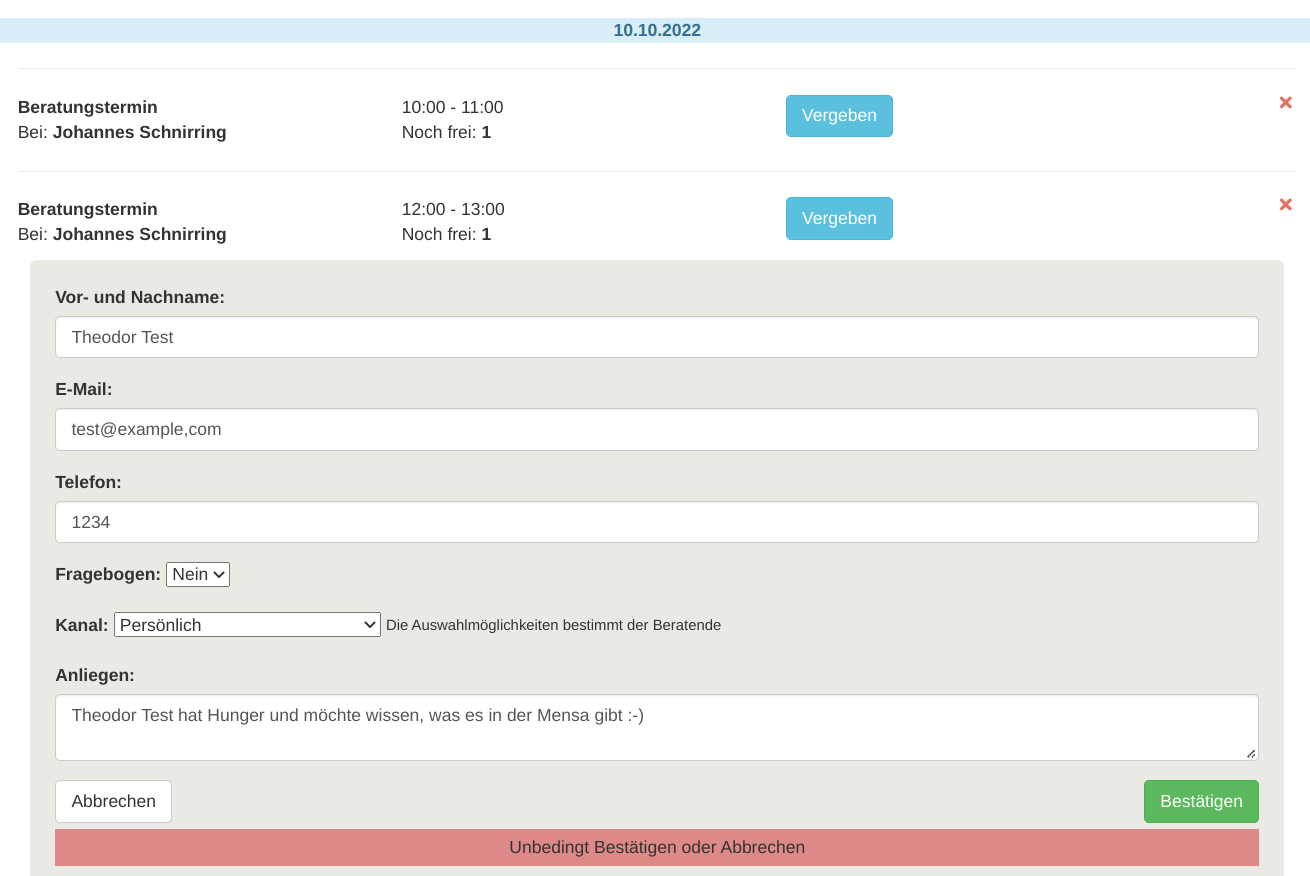 10.10.2022
Beratungstermin
Bei: Johannes Schnirring
10:00 - 11:00
Noch frei: 1
Vergeben
Beratungstermin
Bei: Johannes Schnirring
12:00 - 13:00
Noch frei: 1
Vergeben
Vor- und Nachname:
Theodor Test
E-Mail:
test@example,com
Telefon:
1234
Fragebogen: Nein
Kanal: Persönlich Die Auswahlmöglichkeiten bestimmt der Beratende
Anliegen:
Theodor Test hat Hunger und möchte wissen, was es in der Mensa gibt :-)
Abbrechen Bestätigen
Unbedingt Bestätigen oder Abbrechen